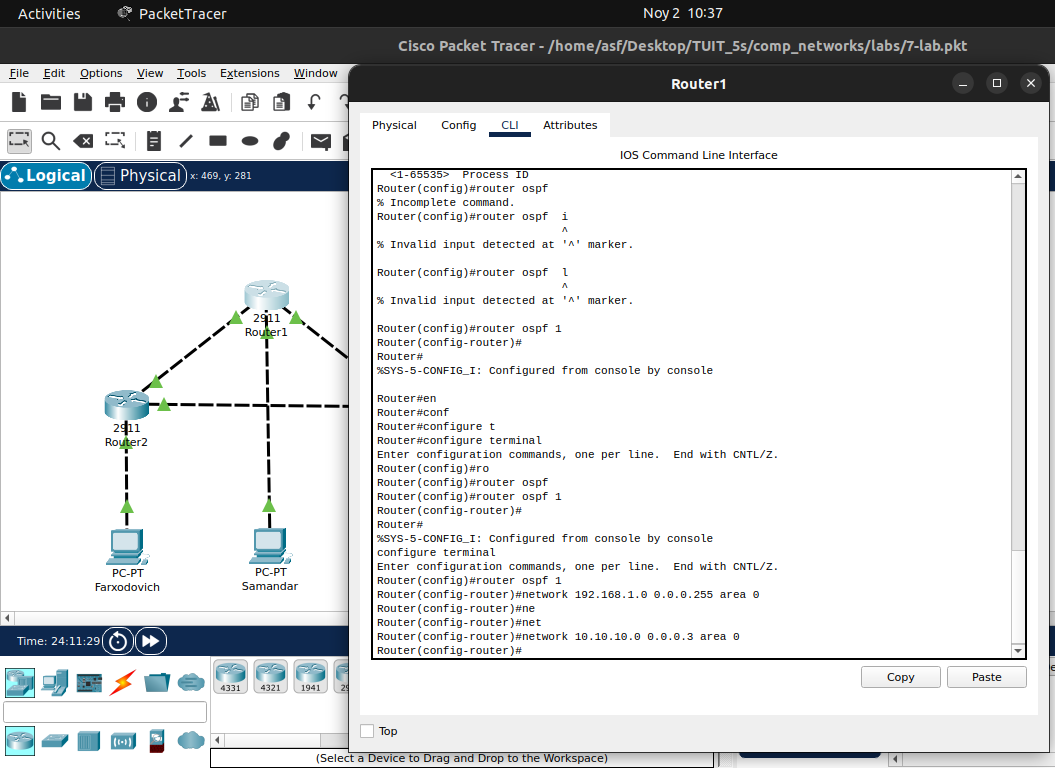 Activities PacketTracer Noy 2 10:37
Cisco Packet Tracer - /home/asf/Desktop/TUIT_5s/comp_networks/labs/7-lab.pkt
File Edit Options View Tools Extensions Window
Router1
Physical Config CLI Attributes
IOS Command Line Interface
Logical Physical x: 469, y: 281
<1-65535> Process ID
Router(config)#router ospf
% Incomplete command.
Router(config)#router ospf i
^
% Invalid input detected at '^' marker.
Router(config)#router ospf l
^
% Invalid input detected at '^' marker.
Router(config)#router ospf 1
Router(config-router)#
Router#
%SYS-5-CONFIG_I: Configured from console by console
Router#en
Router#conf
Router#configure t
Router#configure terminal
Enter configuration commands, one per line. End with CNTL/Z.
Router(config)#ro
Router(config)#router ospf
Router(config)#router ospf 1
Router(config-router)#
Router#
%SYS-5-CONFIG_I: Configured from console by console
configure terminal
Enter configuration commands, one per line. End with CNTL/Z.
Router(config)#router ospf 1
Router(config-router)#network 192.168.1.0 0.0.0.255 area 0
Router(config-router)#ne
Router(config-router)#net
Router(config-router)#network 10.10.10.0 0.0.0.3 area 0
Router(config-router)#
Copy Paste
Top
2911
Router1
2911
Router2
PC-PT
Farxodovich
PC-PT
Samandar
Time: 24:11:29
4331 4321 1941
(Select a Device to Drag and Drop to the Workspace)